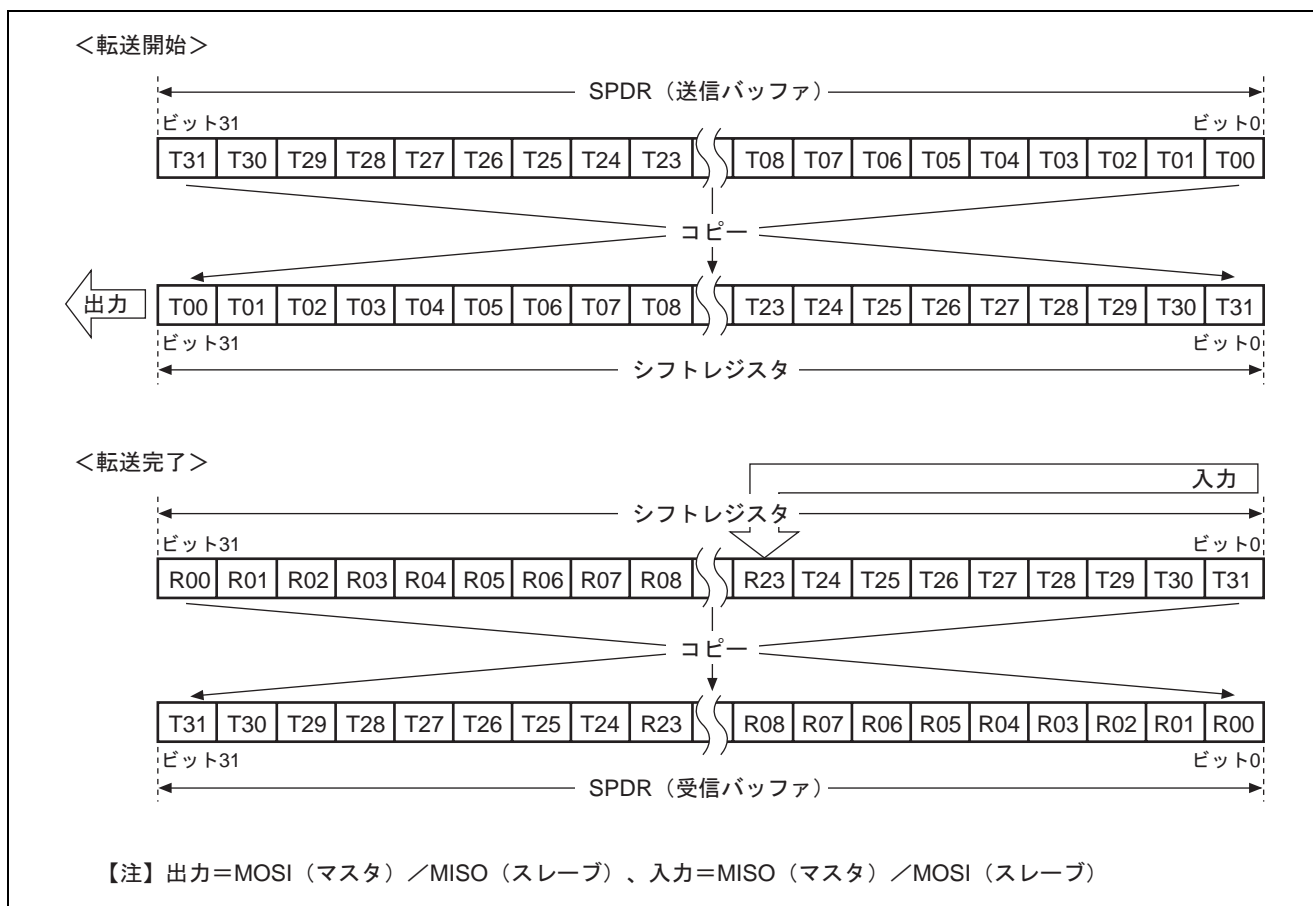 ＜転送開始＞
SPDR（送信バッファ）
ビット31 ビット0
T31 T30 T29 T28 T27 T26 T25 T24 T23 T08 T07 T06 T05 T04 T03 T02 T01 T00
コピー
出力 T00 T01 T02 T03 T04 T05 T06 T07 T08 T23 T24 T25 T26 T27 T28 T29 T30 T31
ビット31 ビット0
シフトレジスタ
＜転送完了＞
入力
シフトレジスタ
ビット31 ビット0
R00 R01 R02 R03 R04 R05 R06 R07 R08 R23 T24 T25 T26 T27 T28 T29 T30 T31
コピー
T31 T30 T29 T28 T27 T26 T25 T24 R23 R08 R07 R06 R05 R04 R03 R02 R01 R00
ビット31 ビット0
SPDR（受信バッファ）
【注】出力＝MOSI（マスタ）／MISO（スレーブ）、入力＝MISO（マスタ）／MOSI（スレーブ）